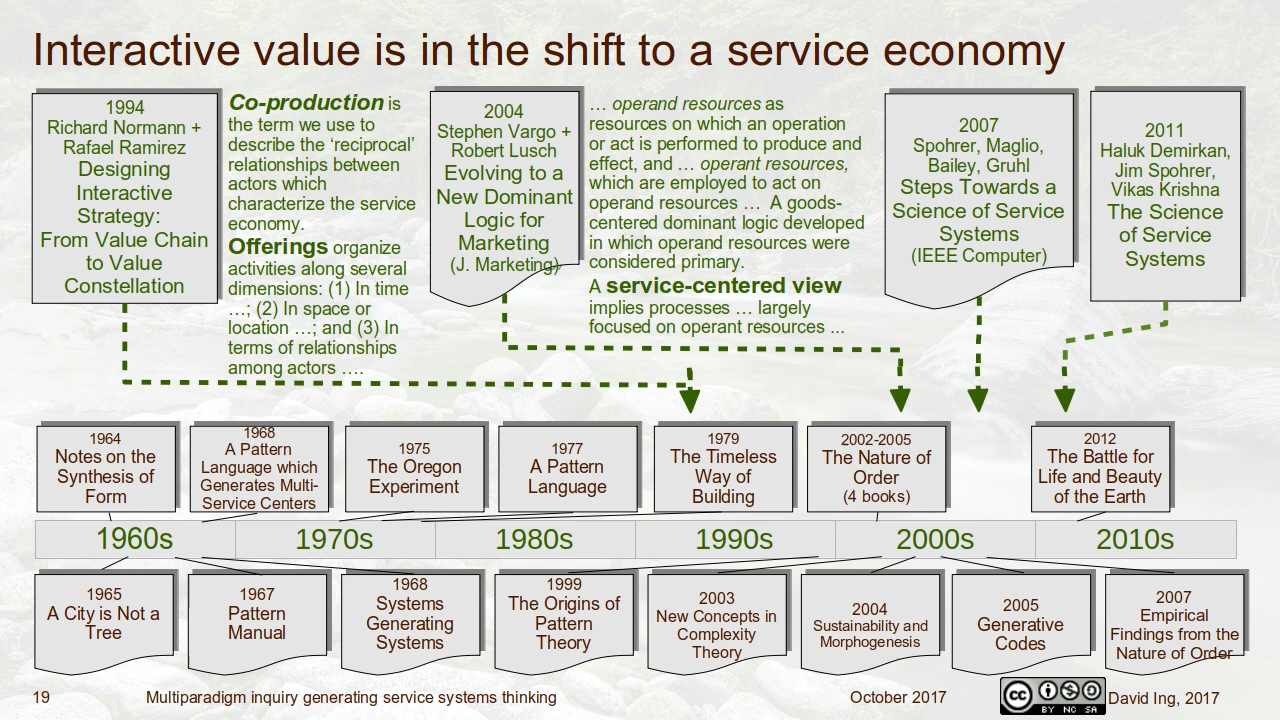 Interactive value is in the shift to a service economy
1994
Richard Normann +
Rafael Ramirez
Designing
Interactive
Strategy:
From Value Chain
to Value
Constellation
Co-production is
the term we use to
describe the ‘reciprocal’
relationships between
actors which
characterize the service
economy.
Offerings organize
activities along several
dimensions: (1) In time
…; (2) In space or
location …; and (3) In
terms of relationships
among actors ….
2004
Stephen Vargo +
Robert Lusch
Evolving to a
New Dominant
Logic for
Marketing
(J. Marketing)
… operand resources as
resources on which an operation
or act is performed to produce and
effect, and … operant resources,
which are employed to act on
operand resources … A goods-
centered dominant logic developed
in which operand resources were
considered primary.
A service-centered view
implies processes … largely
focused on operant resources ...
2007
Spohrer, Maglio,
Bailey, Gruhl
Steps Towards a
Science of Service
Systems
(IEEE Computer)
2011
Haluk Demirkan,
Jim Spohrer,
Vikas Krishna
The Science
of Service
Systems
1964
Notes on the
Synthesis of
Form
1968
A Pattern
Language which
Generates Multi-
Service Centers
1975
The Oregon
Experiment
1977
A Pattern
Language
1979
The Timeless
Way of
Building
2002-2005
The Nature of
Order
(4 books)
2012
The Battle for
Life and Beauty
of the Earth
1960s
1970s
1980s
1990s
2000s
2010s
1965
A City is Not a
Tree
1967
Pattern
Manual
1968
Systems
Generating
Systems
1999
The Origins of
Pattern
Theory
2003
New Concepts in
Complexity
Theory
2004
Sustainability and
Morphogenesis
2005
Generative
Codes
2007
Empirical
Findings from the
Nature of Order
19
Multiparadigm inquiry generating service systems thinking
October 2017
cc
BY NC SA
David Ing, 2017